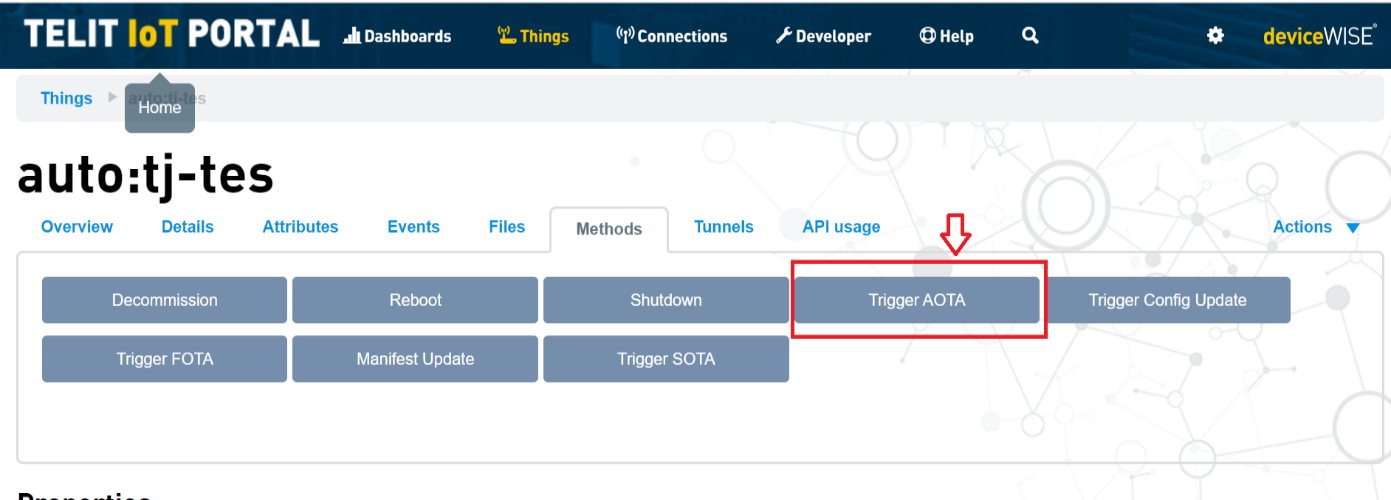 TELIT IoT PORTAL Dashboards Things Connections Developer Help deviceWISE®
Things auto:tj-tes
Home
auto:tj-tes
Overview Details Attributes Events Files Methods Tunnels API usage Actions
Decommission Reboot Shutdown Trigger AOTA Trigger Config Update
Trigger FOTA Manifest Update Trigger SOTA
Properties